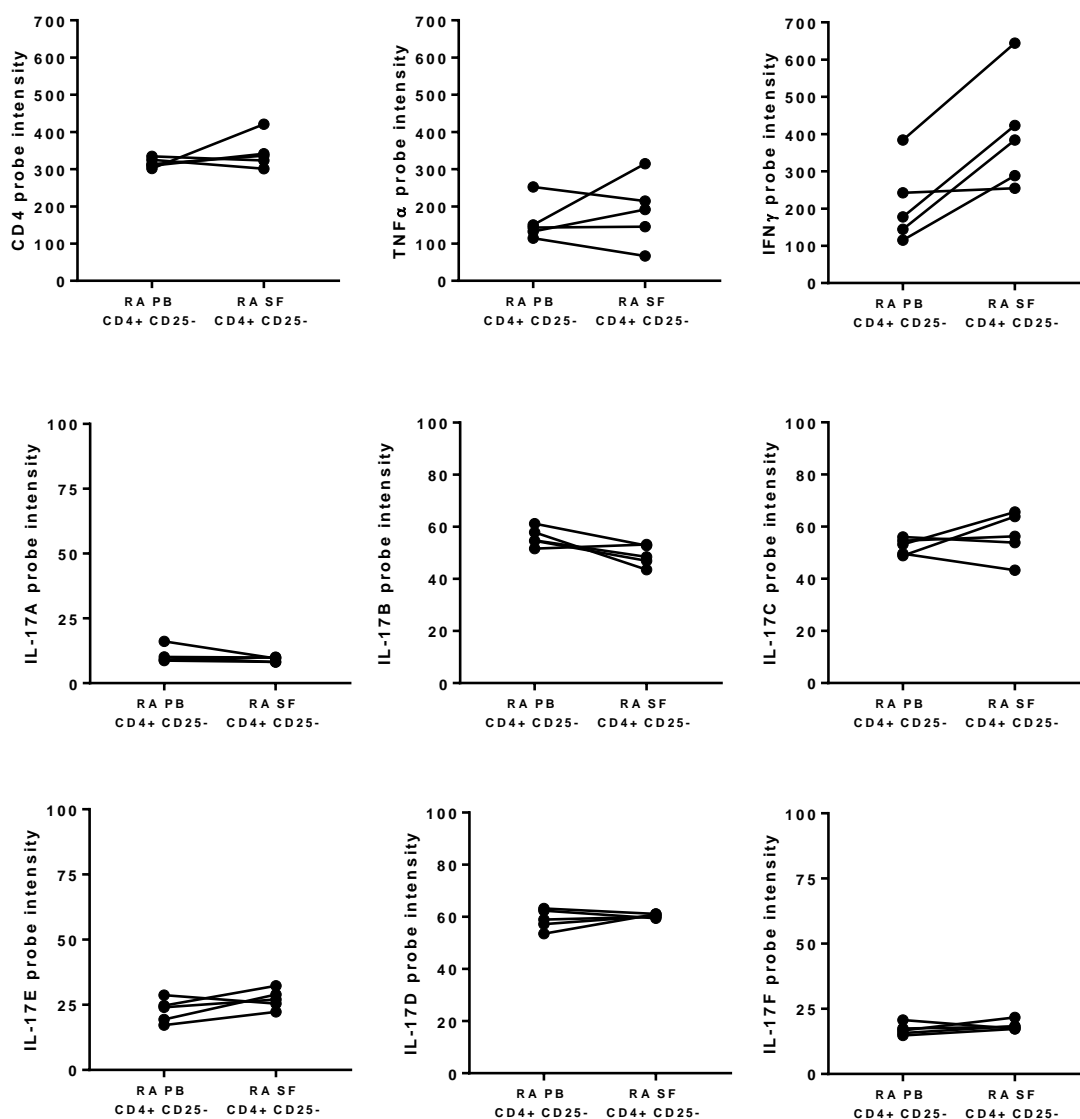 CD4 probe intensity
700
600
500
400
300
200
100
0
RA PB
CD4+ CD25-
RA SF
CD4+ CD25-
TNFα probe intensity
700
600
500
400
300
200
100
0
RA PB
CD4+ CD25-
RA SF
CD4+ CD25-
IFNγ probe intensity
700
600
500
400
300
200
100
0
RA PB
CD4+ CD25-
RA SF
CD4+ CD25-
IL-17A probe intensity
100
75
50
25
0
RA PB
CD4+ CD25-
RA SF
CD4+ CD25-
IL-17B probe intensity
100
80
60
40
20
0
RA PB
CD4+ CD25-
RA SF
CD4+ CD25-
IL-17C probe intensity
100
80
60
40
20
0
RA PB
CD4+ CD25-
RA SF
CD4+ CD25-
IL-17E probe intensity
100
75
50
25
0
RA PB
CD4+ CD25-
RA SF
CD4+ CD25-
IL-17D probe intensity
100
80
60
40
20
0
RA PB
CD4+ CD25-
RA SF
CD4+ CD25-
IL-17F probe intensity
100
75
50
25
0
RA PB
CD4+ CD25-
RA SF
CD4+ CD25-